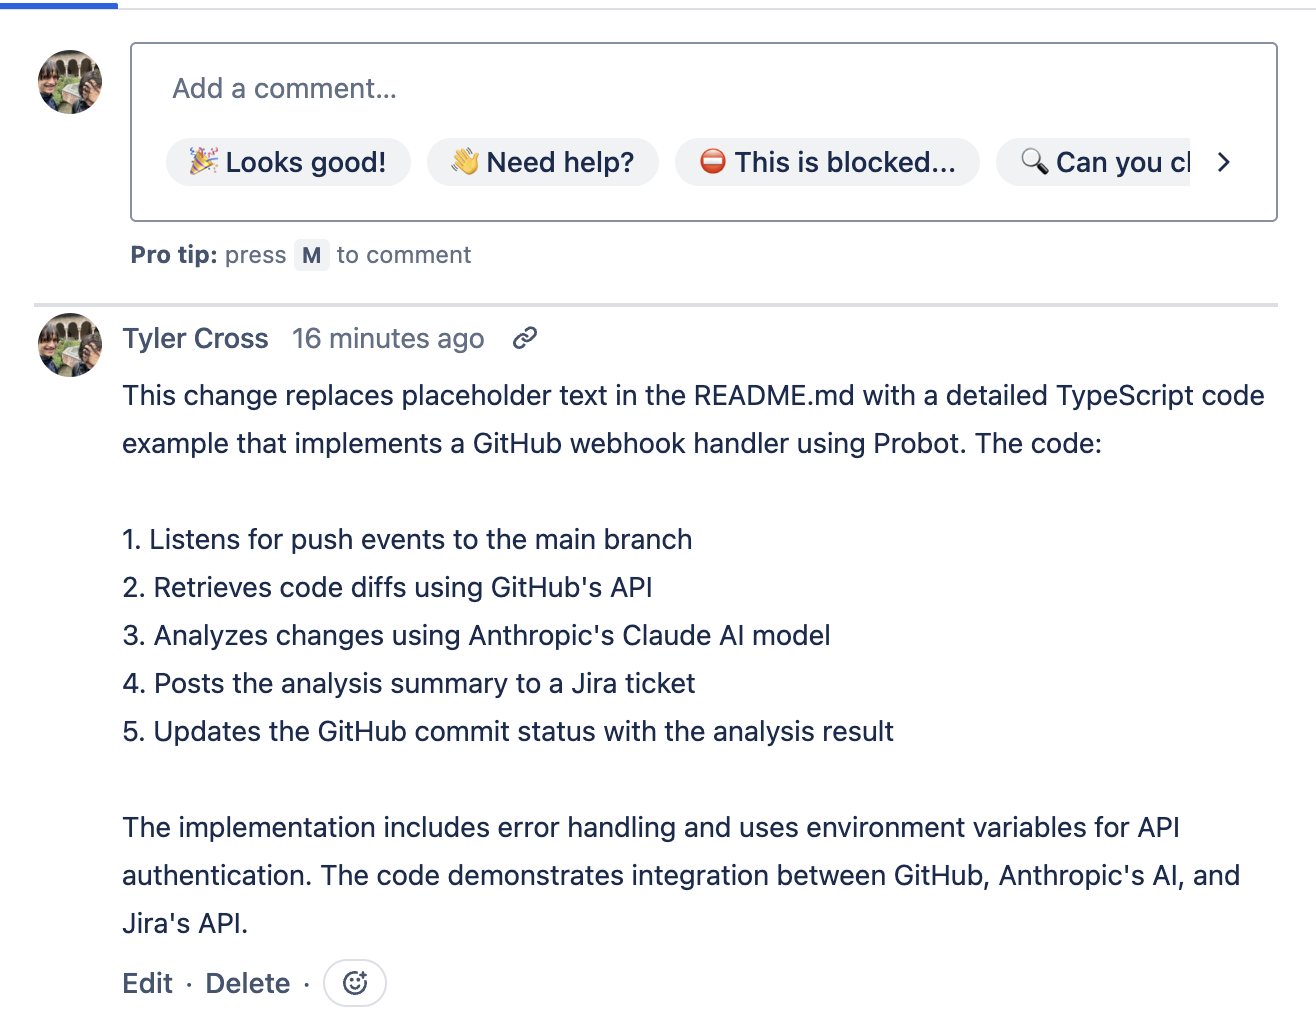 Add a comment...
🎉 Looks good!
👋 Need help?
⛔ This is blocked...
🔍 Can you cl
Pro tip: press M to comment
Tyler Cross 16 minutes ago
This change replaces placeholder text in the README.md with a detailed TypeScript code
example that implements a GitHub webhook handler using Probot. The code:
1. Listens for push events to the main branch
2. Retrieves code diffs using GitHub's API
3. Analyzes changes using Anthropic's Claude AI model
4. Posts the analysis summary to a Jira ticket
5. Updates the GitHub commit status with the analysis result
The implementation includes error handling and uses environment variables for API
authentication. The code demonstrates integration between GitHub, Anthropic's AI, and
Jira's API.
Edit · Delete ·